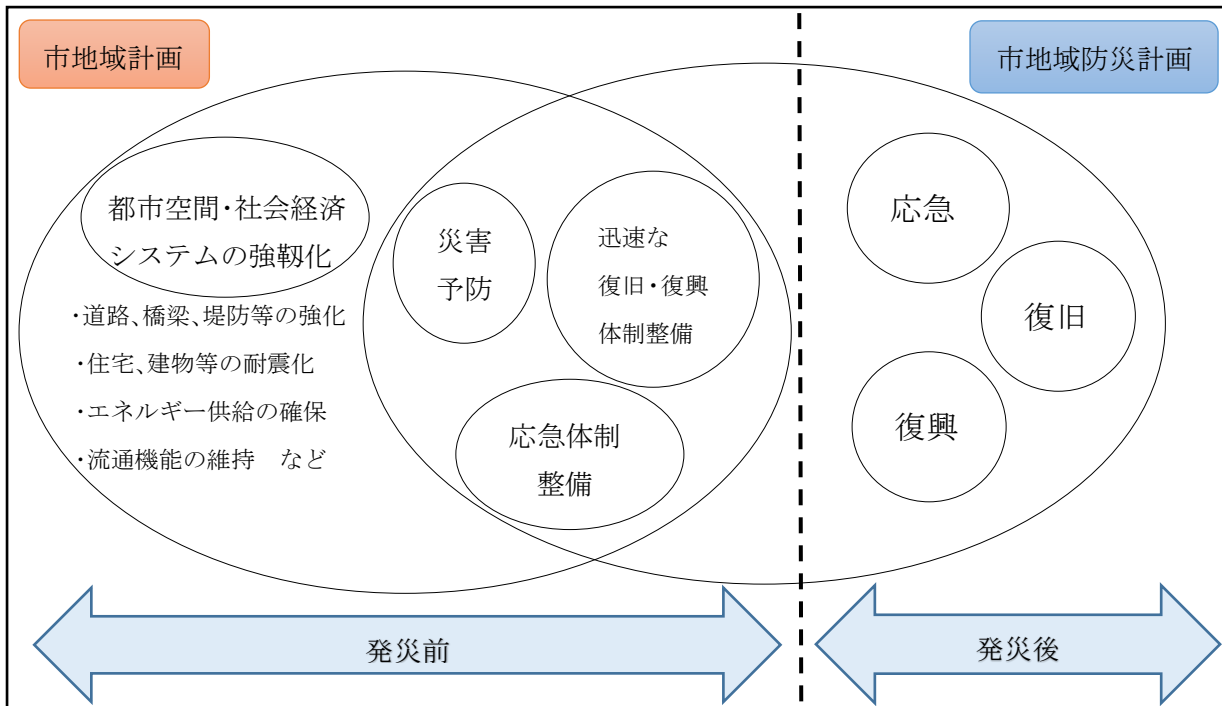 市地域計画
市地域防災計画
都市空間・社会経済
システムの強靱化
・道路、橋梁、堤防等の強化
・住宅、建物等の耐震化
・エネルギー供給の確保
・流通機能の維持　など
災害
予防
迅速な
復旧・復興
体制整備
応急体制
整備
応急
復旧
復興
発災前
発災後